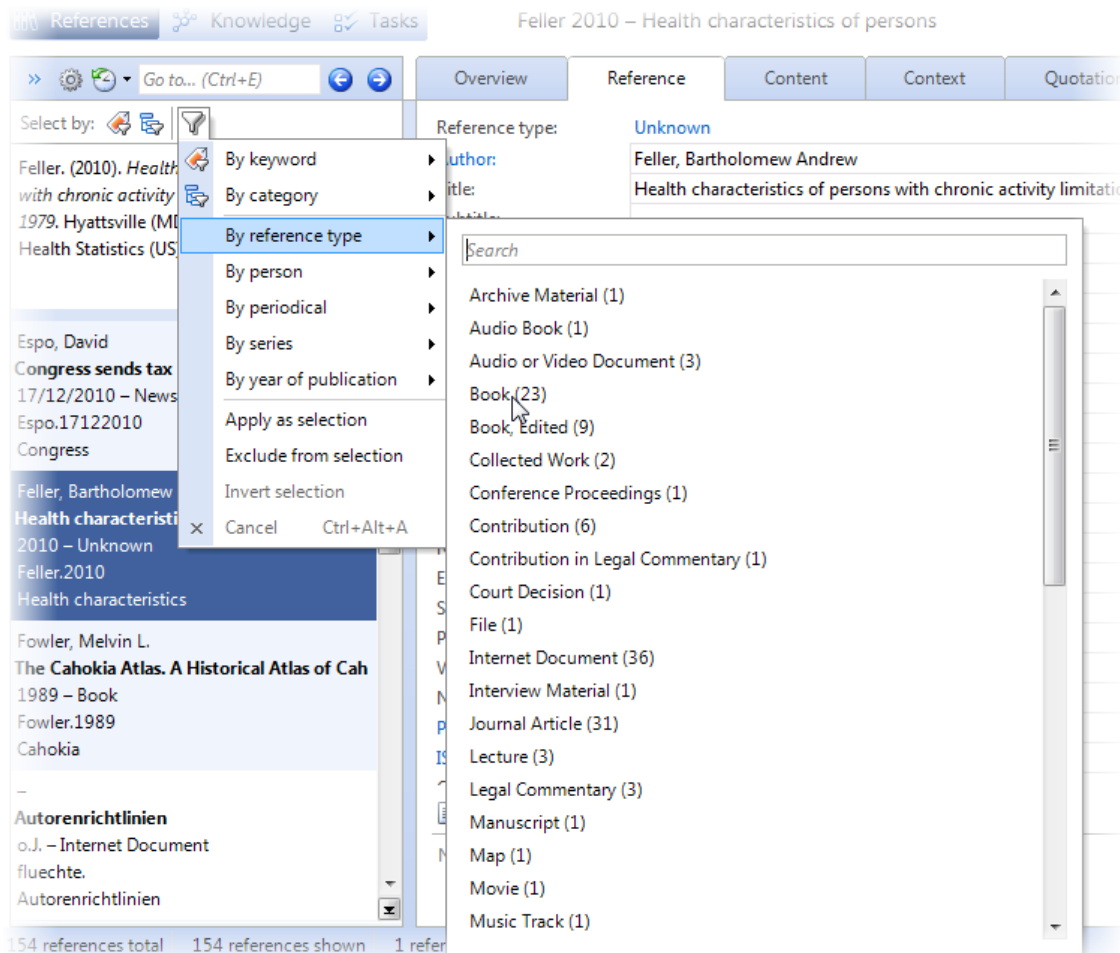 References Knowledge Tasks Feller 2010 – Health characteristics of persons
Go to... (Ctrl+E)
Overview Reference Content Context Quotation
Select by:
Reference type: Unknown
Author: Feller, Bartholomew Andrew
Title: Health characteristics of persons with chronic activity limitatio
Feller. (2010). Health
with chronic activity
1979. Hyattsville (MD
Health Statistics (US)
By keyword
By category
By reference type
By person
By periodical
By series
By year of publication
Apply as selection
Exclude from selection
Invert selection
Cancel Ctrl+Alt+A
Search
Archive Material (1)
Audio Book (1)
Audio or Video Document (3)
Book (23)
Book, Edited (9)
Collected Work (2)
Conference Proceedings (1)
Contribution (6)
Contribution in Legal Commentary (1)
Court Decision (1)
File (1)
Internet Document (36)
Interview Material (1)
Journal Article (31)
Lecture (3)
Legal Commentary (3)
Manuscript (1)
Map (1)
Movie (1)
Music Track (1)
Espo, David
Congress sends tax
17/12/2010 – News
Espo.17122010
Congress
Feller, Bartholomew
Health characteristi
2010 – Unknown
Feller.2010
Health characteristics
Fowler, Melvin L.
The Cahokia Atlas. A Historical Atlas of Cah
1989 – Book
Fowler.1989
Cahokia
–
Autorenrichtlinien
o.J. – Internet Document
fluechte.
Autorenrichtlinien
154 references total 154 references shown 1 refer